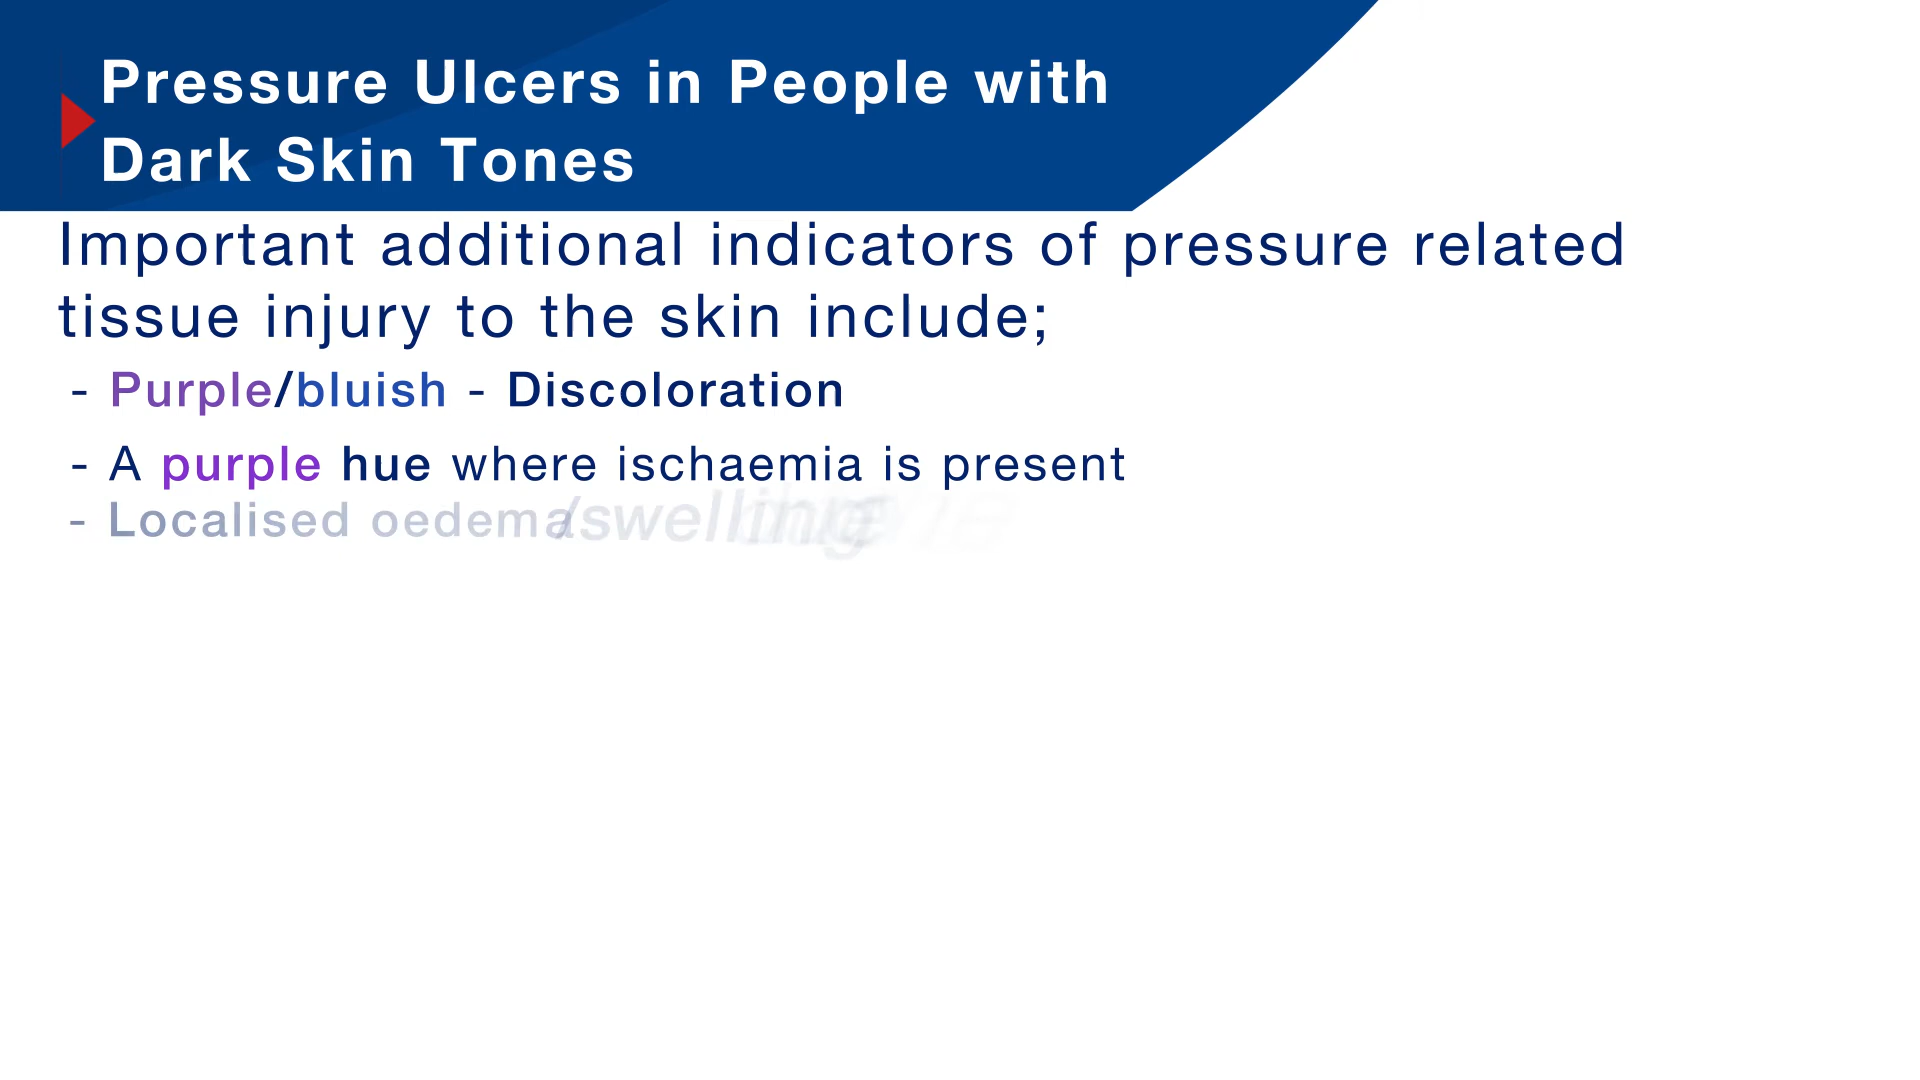 Pressure Ulcers in People with
Dark Skin Tones
Important additional indicators of pressure related
tissue injury to the skin include;
- Purple/bluish - Discoloration
- A purple hue where ischaemia is present
- Localised oedema/swelling